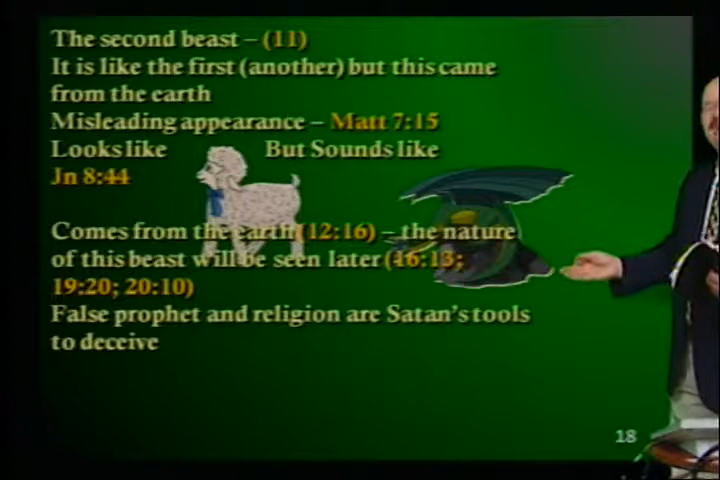 The second beast – (11)
It is like the first (another) but this came
from the earth
Misleading appearance – Matt 7:15
Looks like But Sounds like
Jn 8:44
Comes from the earth (12:16) – the nature
of this beast will be seen later (16:13;
19:20; 20:10)
False prophet and religion are Satan's tools
to deceive
18